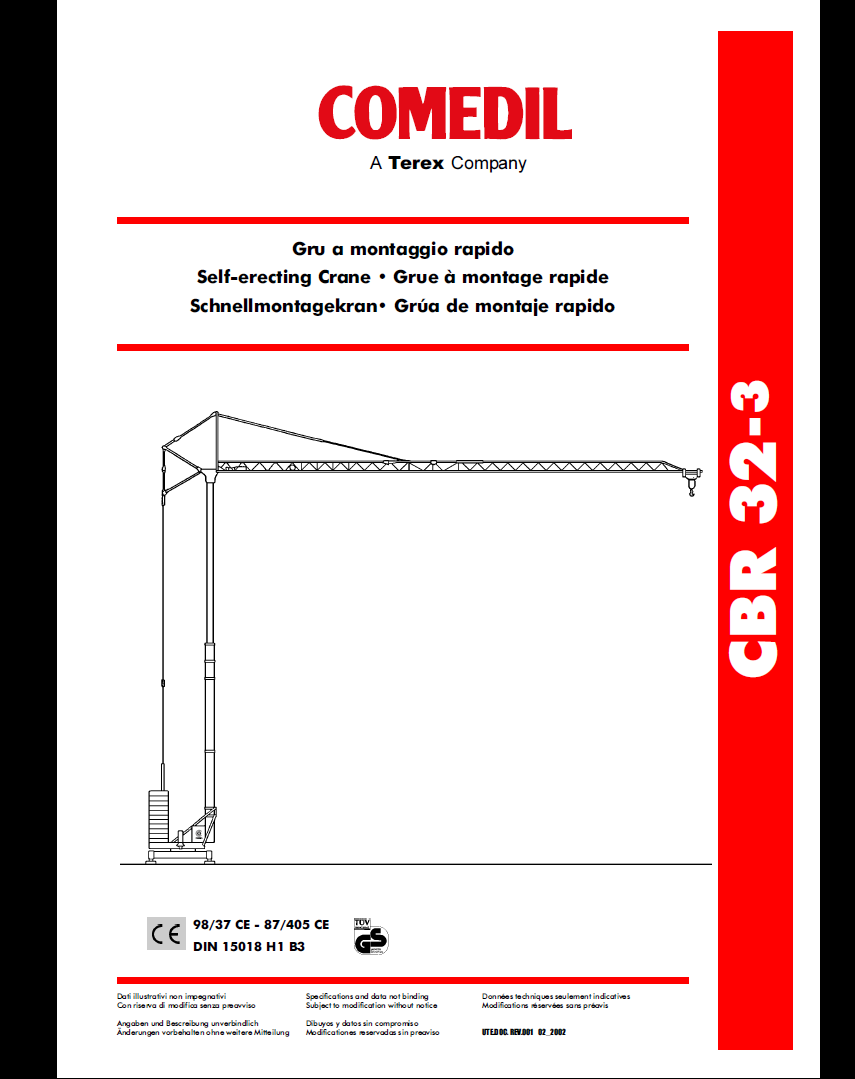 COMEDIL
A Terex Company
Gru a montaggio rapido
Self-erecting Crane • Grue à montage rapide
Schnellmontagekran• Grúa de montaje rapido
CBR 32-3
CE 98/37 CE - 87/405 CE
DIN 15018 H1 B3
TÜV
GS
Dati illustrativi non impegnativi
Con riserva di modifica senza preavviso
Specifications and data not binding
Subject to modification without notice
Données techniques seulement indicatives
Modifications réservées sans préavis
Angaben und Bescreibung unverbindlich
Änderungen vorbehalten ohne weitere Mitteilung
Dibuyos y datos sin compromiso
Modificationes reservadas sin preaviso
UTE.DOC. REV.001 02_2002